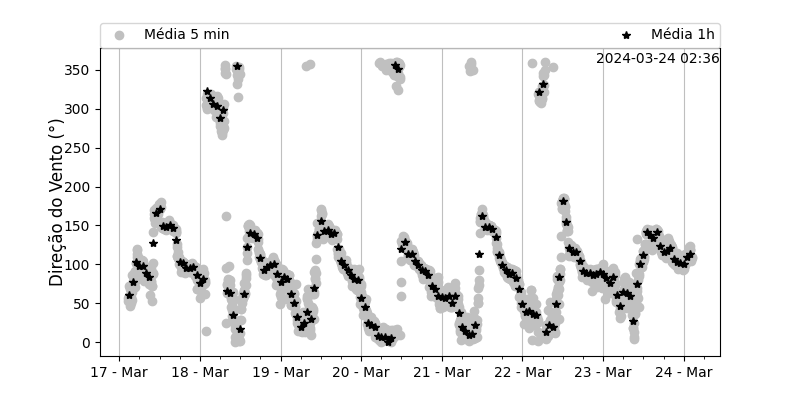 Média 5 min
Média 1h
2024-03-24 02:36
Direção do Vento (°)
350
300
250
200
150
100
50
0
17 - Mar
18 - Mar
19 - Mar
20 - Mar
21 - Mar
22 - Mar
23 - Mar
24 - Mar